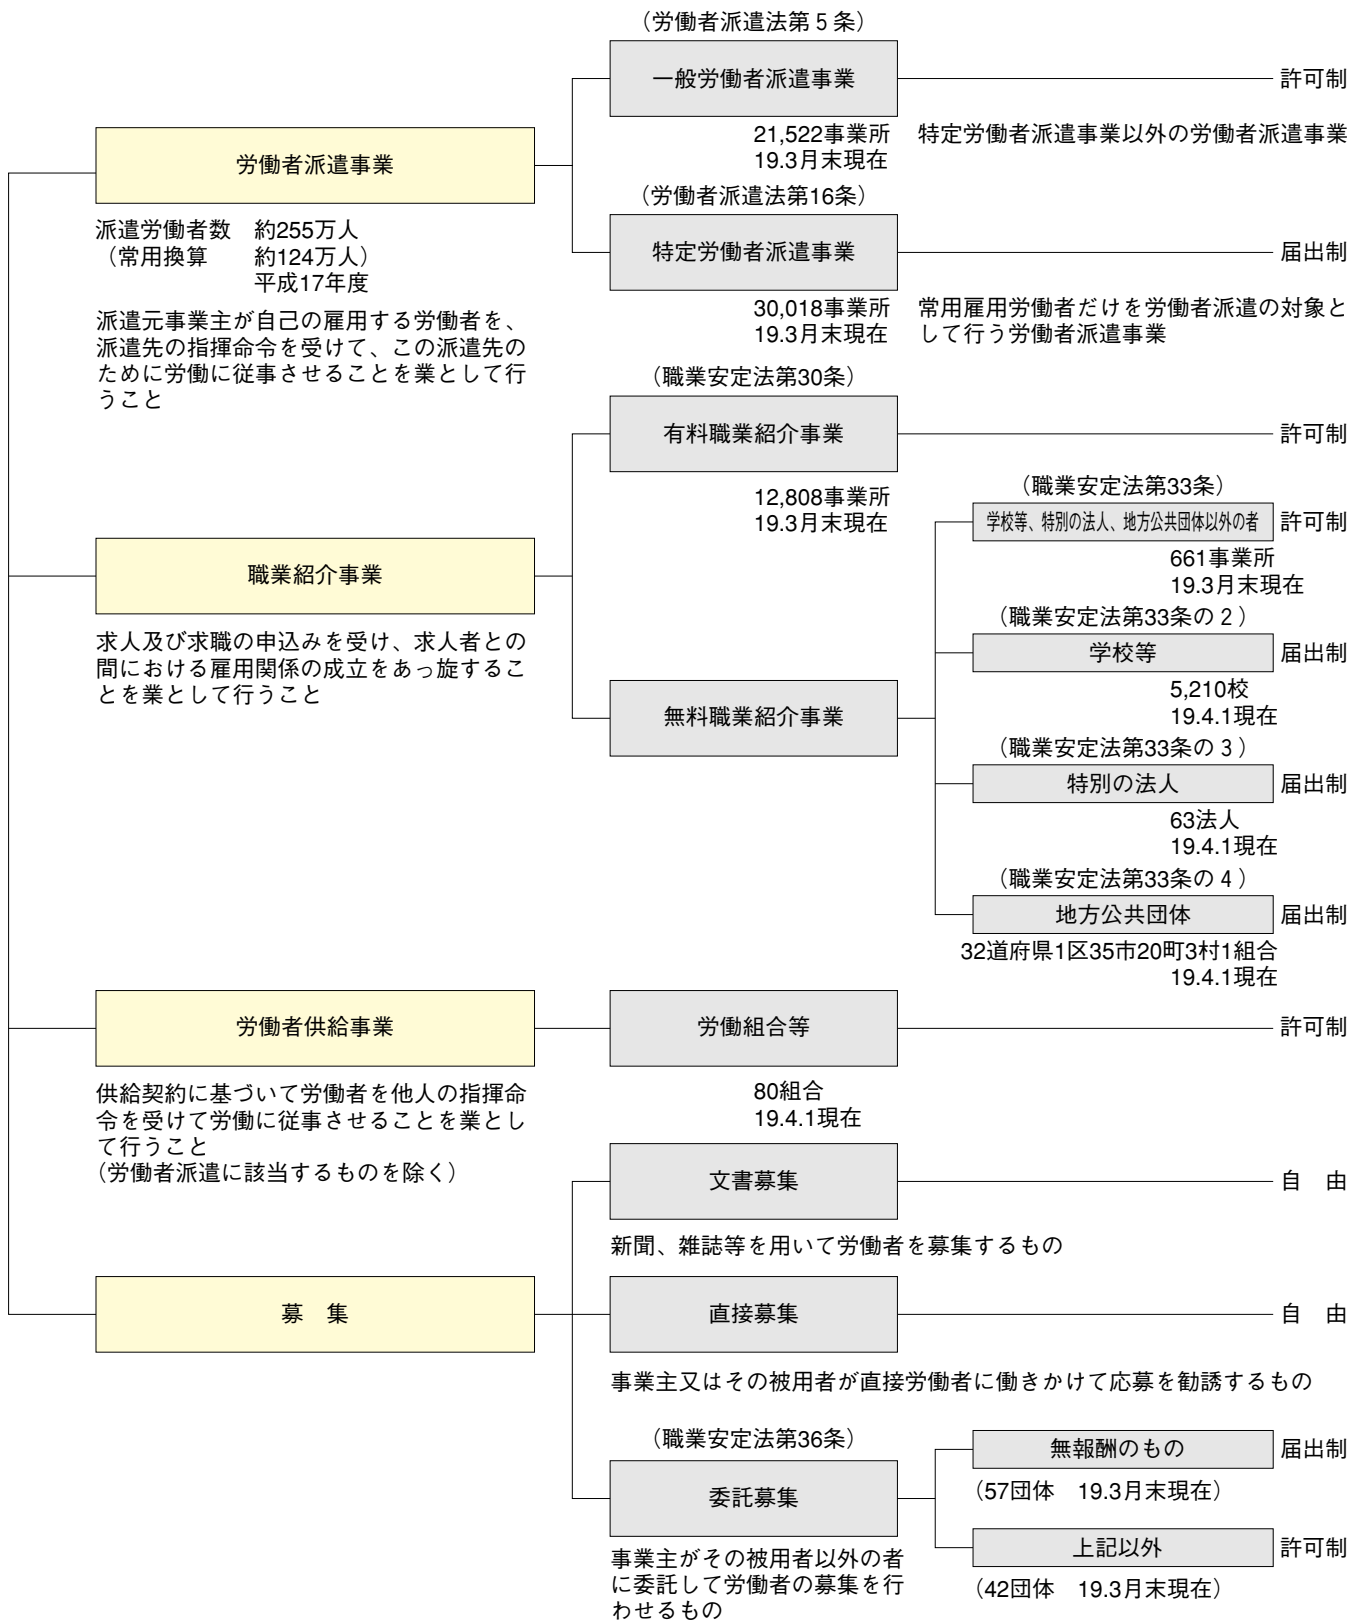 （労働者派遣法第５条）
一般労働者派遣事業
許可制
21,522事業所
19.3月末現在
特定労働者派遣事業以外の労働者派遣事業
労働者派遣事業
派遣労働者数　約255万人
（常用換算　　約124万人）
平成17年度
派遣元事業主が自己の雇用する労働者を、
派遣先の指揮命令を受けて、この派遣先の
ために労働に従事させることを業として行
うこと
（労働者派遣法第16条）
特定労働者派遣事業
届出制
30,018事業所
19.3月末現在
常用雇用労働者だけを労働者派遣の対象と
して行う労働者派遣事業
（職業安定法第30条）
有料職業紹介事業
許可制
12,808事業所
19.3月末現在
職業紹介事業
求人及び求職の申込みを受け、求人者との
間における雇用関係の成立をあっ旋するこ
とを業として行うこと
無料職業紹介事業
（職業安定法第33条）
学校等、特別の法人、地方公共団体以外の者
許可制
661事業所
19.3月末現在
（職業安定法第33条の２）
学校等
届出制
5,210校
19.4.1現在
（職業安定法第33条の３）
特別の法人
届出制
63法人
19.4.1現在
（職業安定法第33条の４）
地方公共団体
届出制
32道府県1区35市20町3村1組合
19.4.1現在
労働者供給事業
労働組合等
許可制
供給契約に基づいて労働者を他人の指揮命
令を受けて労働に従事させることを業とし
て行うこと
（労働者派遣に該当するものを除く）
80組合
19.4.1現在
文書募集
自　由
新聞、雑誌等を用いて労働者を募集するもの
募　集
直接募集
自　由
事業主又はその被用者が直接労働者に働きかけて応募を勧誘するもの
（職業安定法第36条）
委託募集
事業主がその被用者以外の者
に委託して労働者の募集を行
わせるもの
無報酬のもの
届出制
（57団体　19.3月末現在）
上記以外
許可制
（42団体　19.3月末現在）